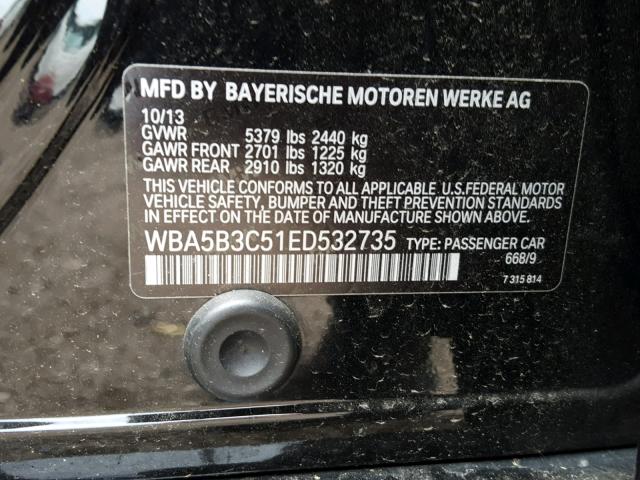 MFD BY BAYERISCHE MOTOREN WERKE AG
10/13
GVWR 5379 lbs 2440 kg
GAWR FRONT 2701 lbs 1225 kg
GAWR REAR 2910 lbs 1320 kg
THIS VEHICLE CONFORMS TO ALL APPLICABLE U.S.FEDERAL MOTOR
VEHICLE SAFETY, BUMPER AND THEFT PREVENTION STANDARDS
IN EFFECT ON THE DATE OF MANUFACTURE SHOWN ABOVE.
WBA5B3C51ED532735 TYPE: PASSENGER CAR
668/9
7 315 814